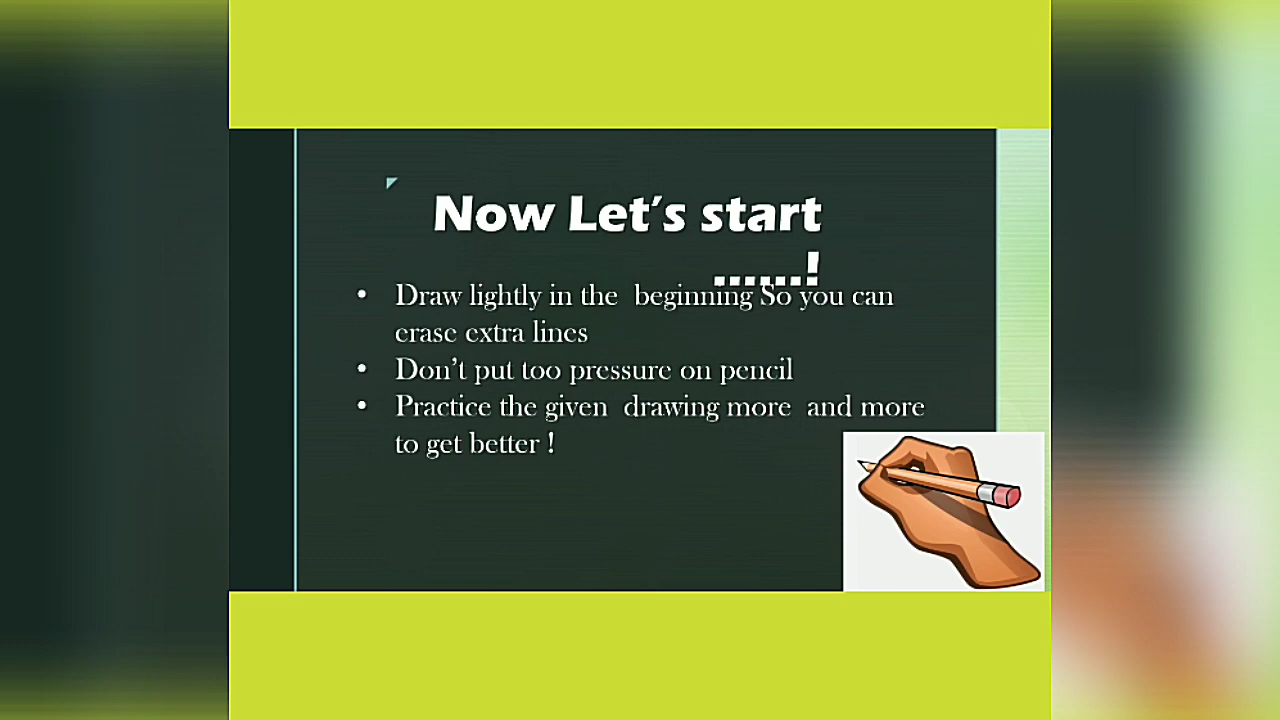 Now Let's start
......!
• Draw lightly in the beginning So you can
erase extra lines
• Don't put too pressure on pencil
• Practice the given drawing more and more
to get better !